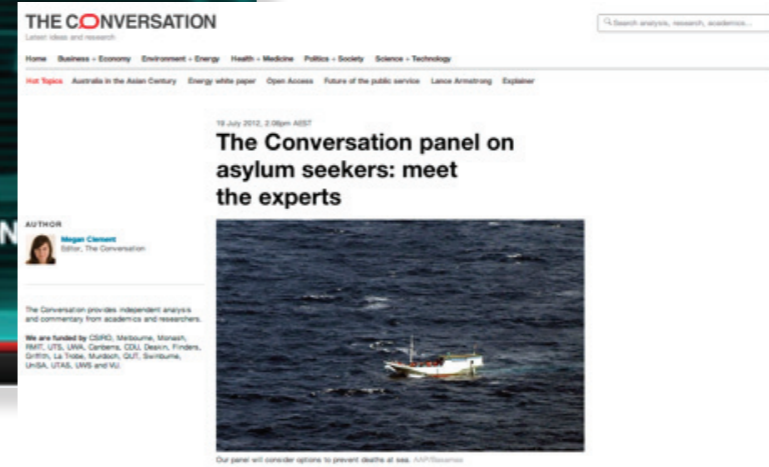 THE CONVERSATION
Latest ideas and research
Search analysis, research, academics...
Home Business + Economy Environment + Energy Health + Medicine Politics + Society Science + Technology
Hot Topics Australia in the Asian Century Energy white paper Open Access Future of the public service Lance Armstrong Explainer
19 July 2012, 2.06pm AEST
The Conversation panel on
asylum seekers: meet
the experts
N
AUTHOR
Megan Clement
Editor, The Conversation
The Conversation provides independent analysis
and commentary from academics and researchers.
We are funded by CSIRO, Melbourne, Monash,
RMIT, UTS, UWA, Canberra, CDU, Deakin, Flinders,
Griffith, La Trobe, Murdoch, QUT, Swinburne,
UniSA, UTAS, UWS and VU.
Our panel will consider options to prevent deaths at sea.